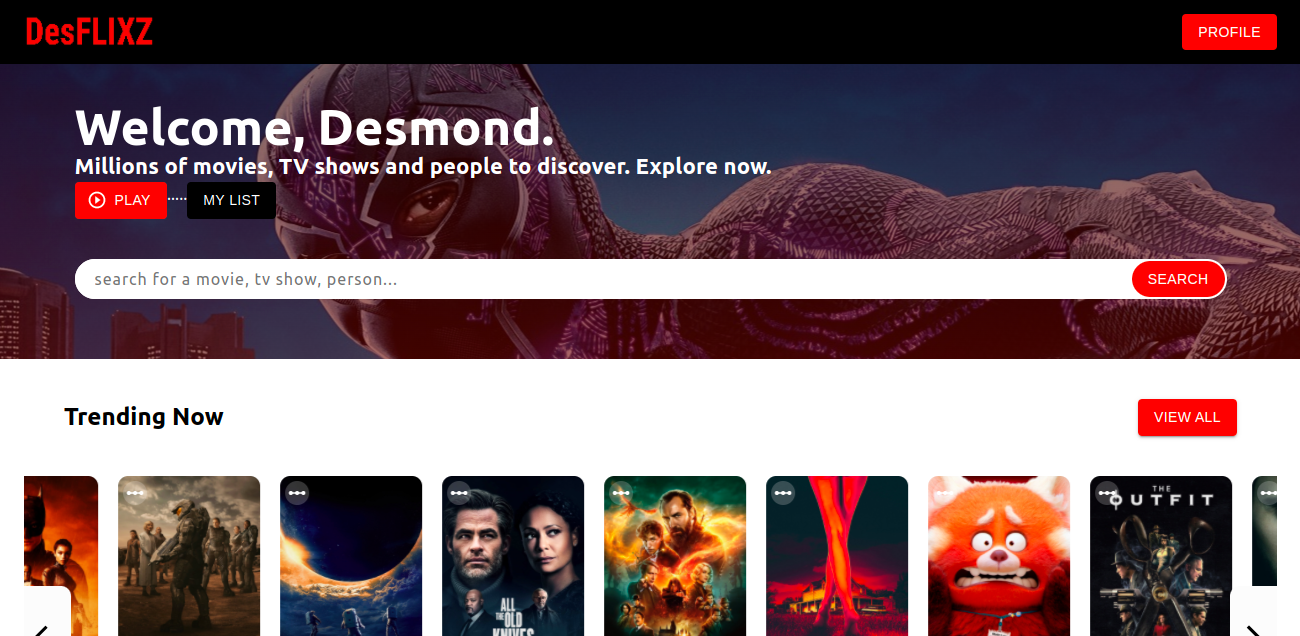 DesFLIXZ
PROFILE
Welcome, Desmond.
Millions of movies, TV shows and people to discover. Explore now.
PLAY ..... MY LIST
search for a movie, tv show, person...
SEARCH
Trending Now
VIEW ALL
ALL
THE
OLD
KNIVES
THE
OUTFIT